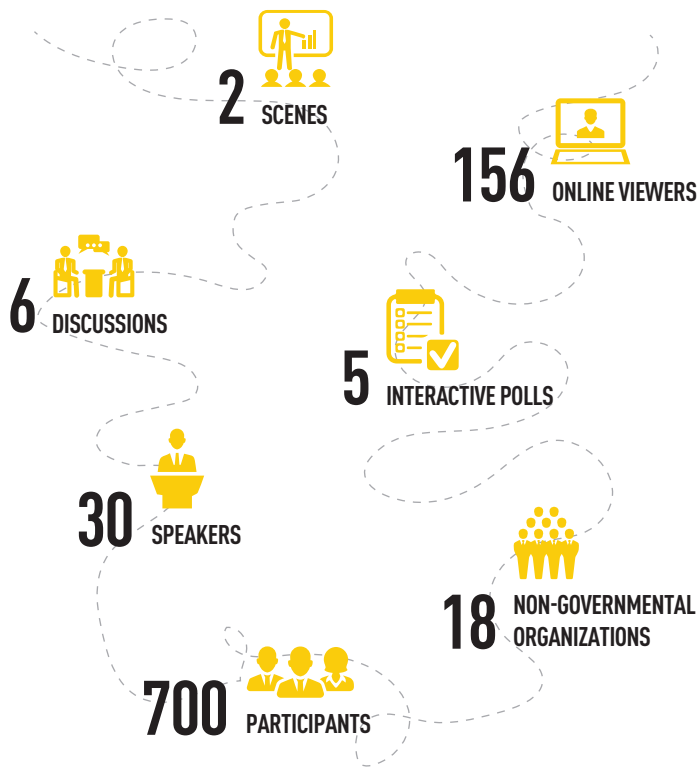 2 SCENES
156 ONLINE VIEWERS
6 DISCUSSIONS
5 INTERACTIVE POLLS
30 SPEAKERS
18 NON-GOVERNMENTAL
ORGANIZATIONS
700 PARTICIPANTS